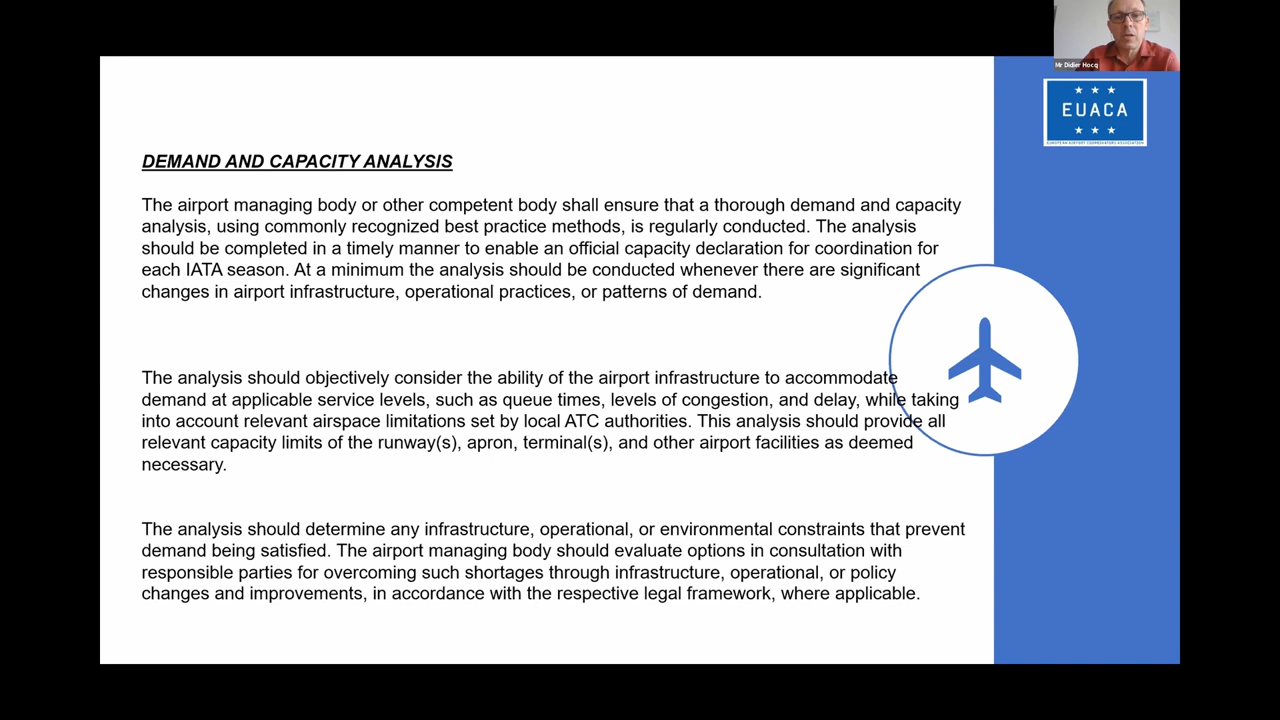 Mr Didier Hocq
★ ★ ★
EUACA
★ ★ ★
EUROPEAN AIRPORT COORDINATORS ASSOCIATION
DEMAND AND CAPACITY ANALYSIS
The airport managing body or other competent body shall ensure that a thorough demand and capacity
analysis, using commonly recognized best practice methods, is regularly conducted. The analysis
should be completed in a timely manner to enable an official capacity declaration for coordination for
each IATA season. At a minimum the analysis should be conducted whenever there are significant
changes in airport infrastructure, operational practices, or patterns of demand.
The analysis should objectively consider the ability of the airport infrastructure to accommodate
demand at applicable service levels, such as queue times, levels of congestion, and delay, while taking
into account relevant airspace limitations set by local ATC authorities. This analysis should provide all
relevant capacity limits of the runway(s), apron, terminal(s), and other airport facilities as deemed
necessary.
The analysis should determine any infrastructure, operational, or environmental constraints that prevent
demand being satisfied. The airport managing body should evaluate options in consultation with
responsible parties for overcoming such shortages through infrastructure, operational, or policy
changes and improvements, in accordance with the respective legal framework, where applicable.